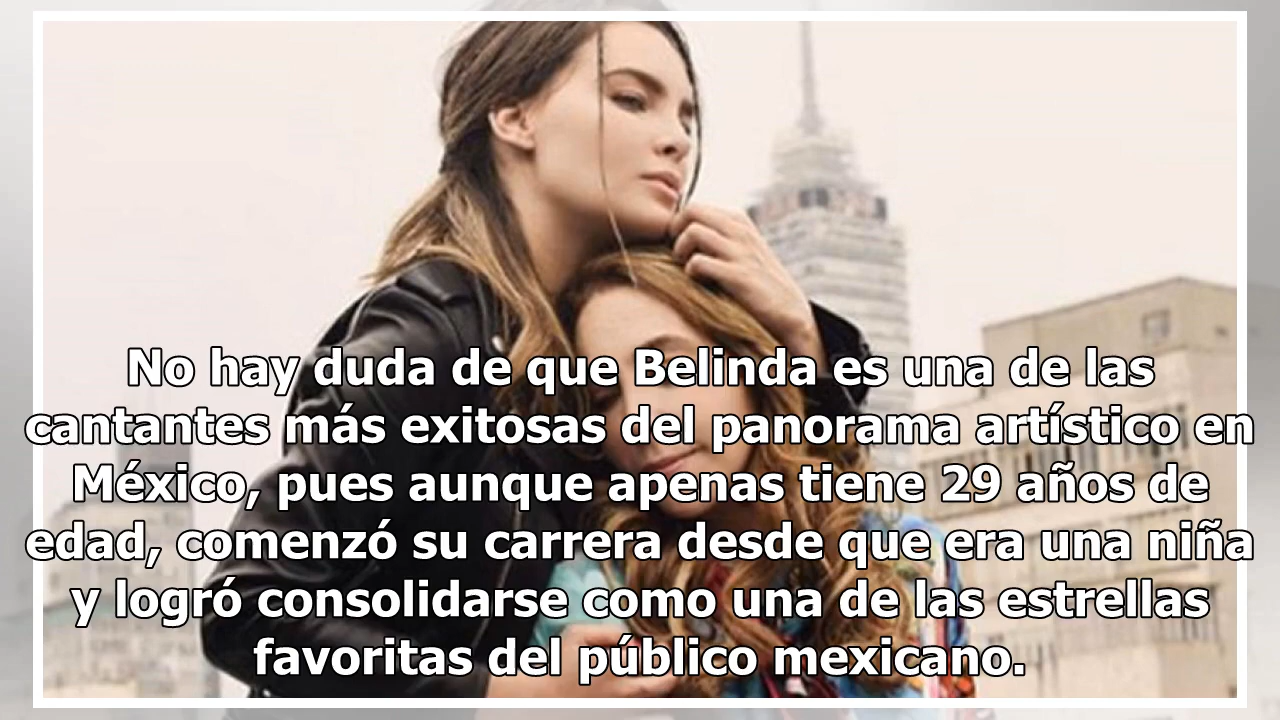 No hay duda de que Belinda es una de las
cantantes más exitosas del panorama artístico en
México, pues aunque apenas tiene 29 años de
edad, comenzó su carrera desde que era una niña
y logró consolidarse como una de las estrellas
favoritas del público mexicano.